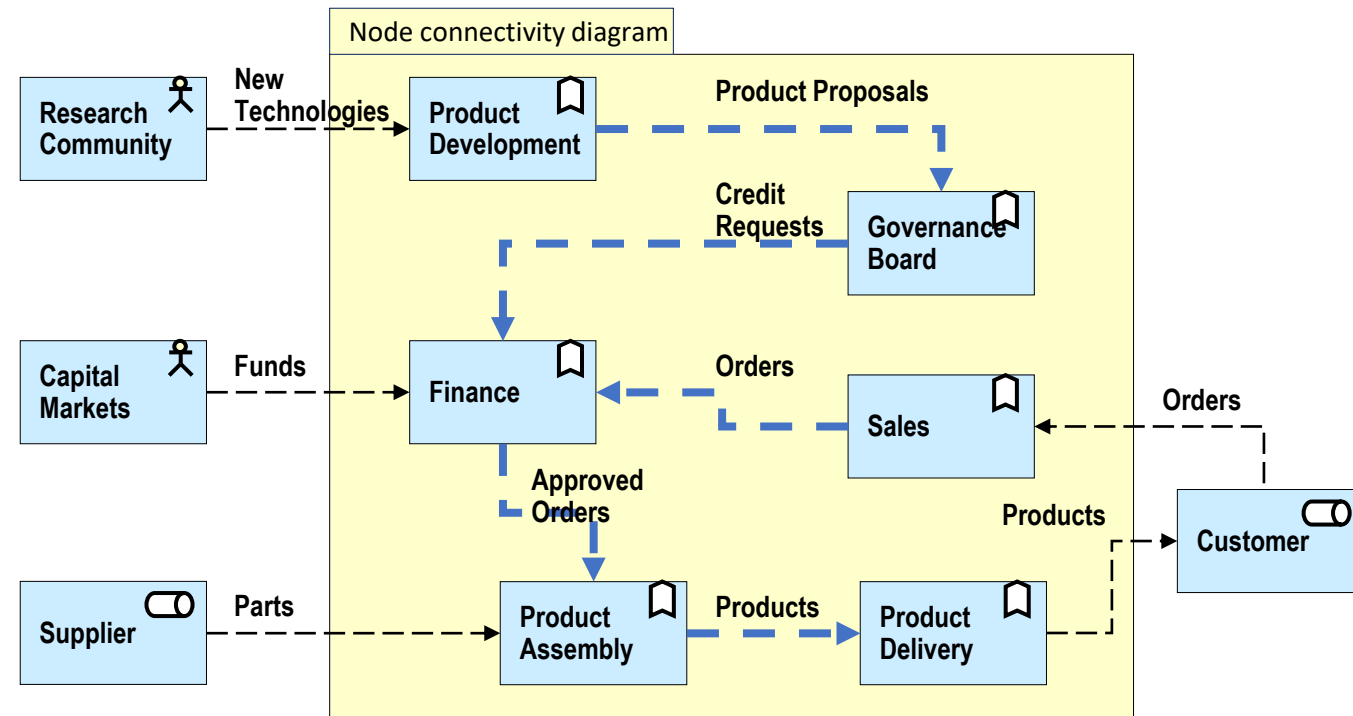 Node connectivity diagram
New
Technologies
Research
Community
Product
Development
Product Proposals
Credit
Requests
Governance
Board
Capital
Markets
Funds
Finance
Orders
Sales
Orders
Approved
Orders
Products
Customer
Supplier
Parts
Product
Assembly
Products
Product
Delivery